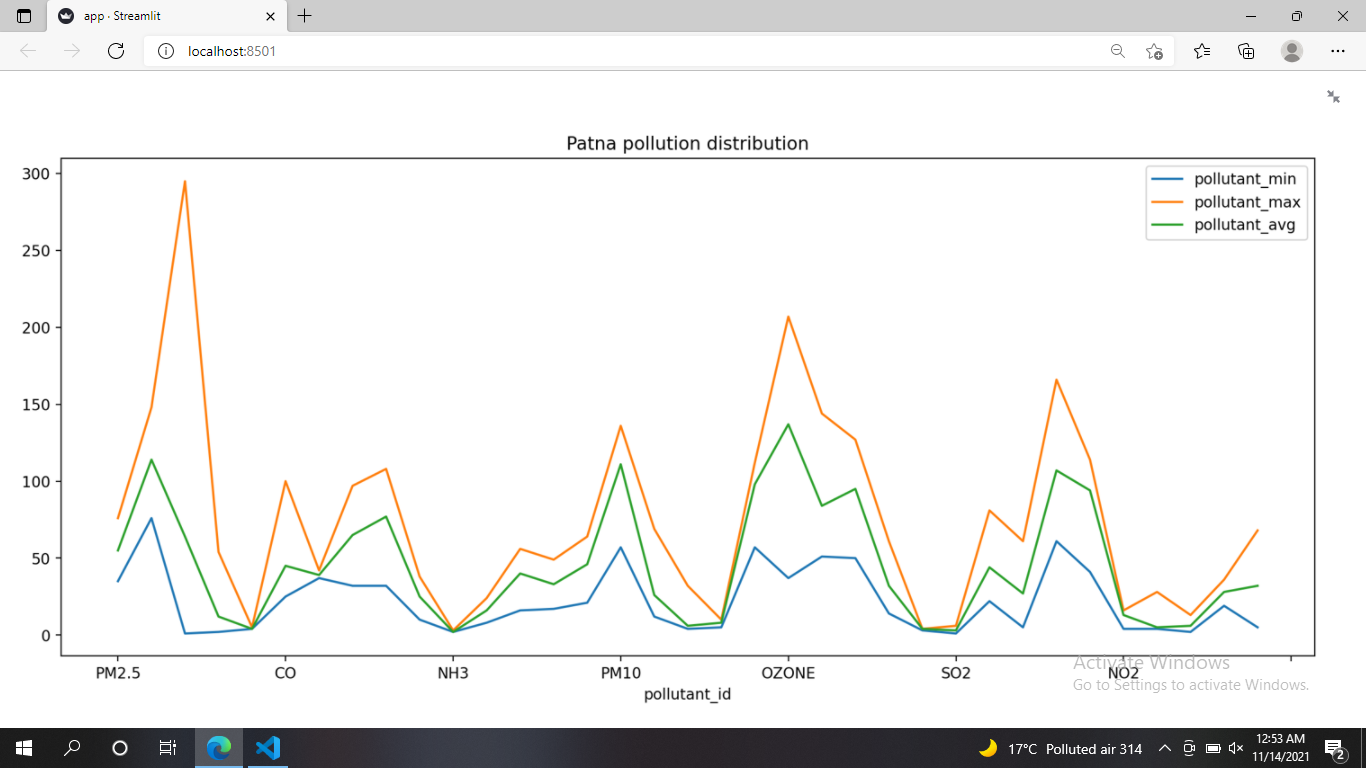 app · Streamlit
localhost:8501
Patna pollution distribution
pollutant_min
pollutant_max
pollutant_avg
300
250
200
150
100
50
0
PM2.5 CO NH3 PM10 OZONE SO2 NO2
pollutant_id
Activate Windows
Go to Settings to activate Windows.
17°C Polluted air 314
12:53 AM
11/14/2021
2